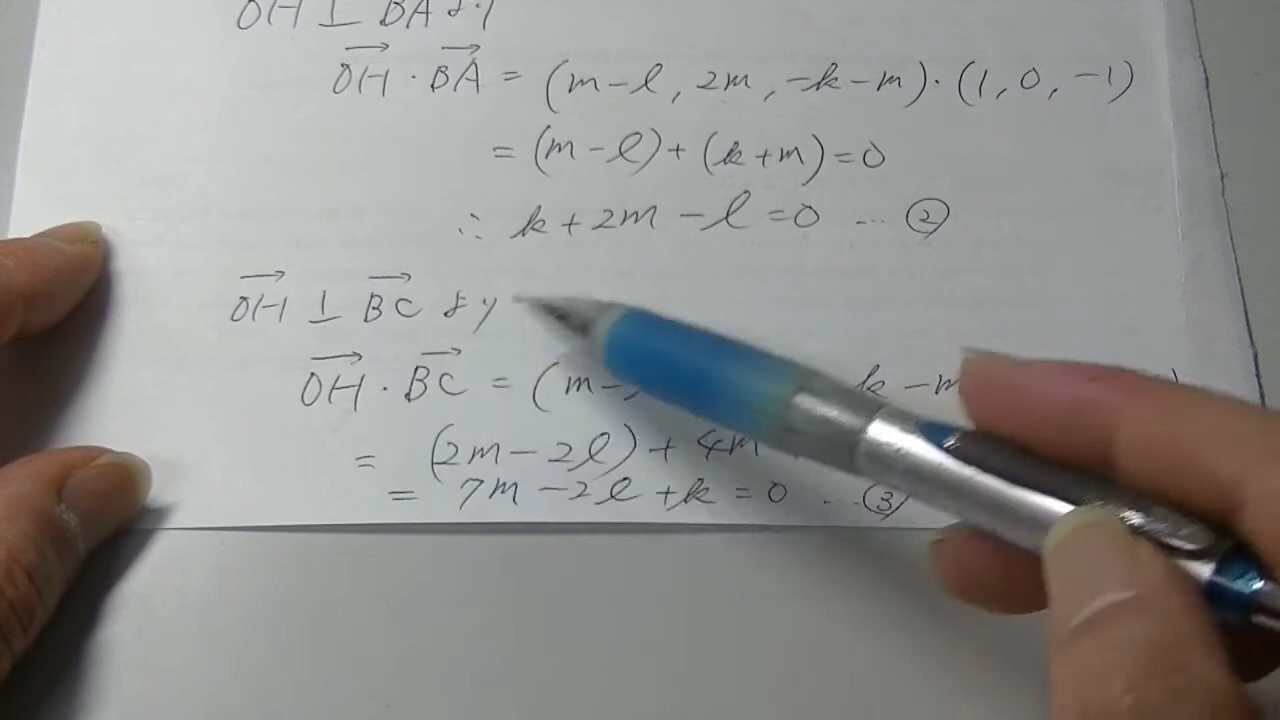 OH ⊥ BA より
→OH · →BA = (m-l, 2m, -k-m)·(1, 0, -1)
= (m-l)+(k+m)=0
∴ k+2m-l=0 … ②
→OH ⊥ →BC より
→OH · →BC = (m- k-m )
= (2m-2l)+4m
= 7m-2l+k=0 … ③